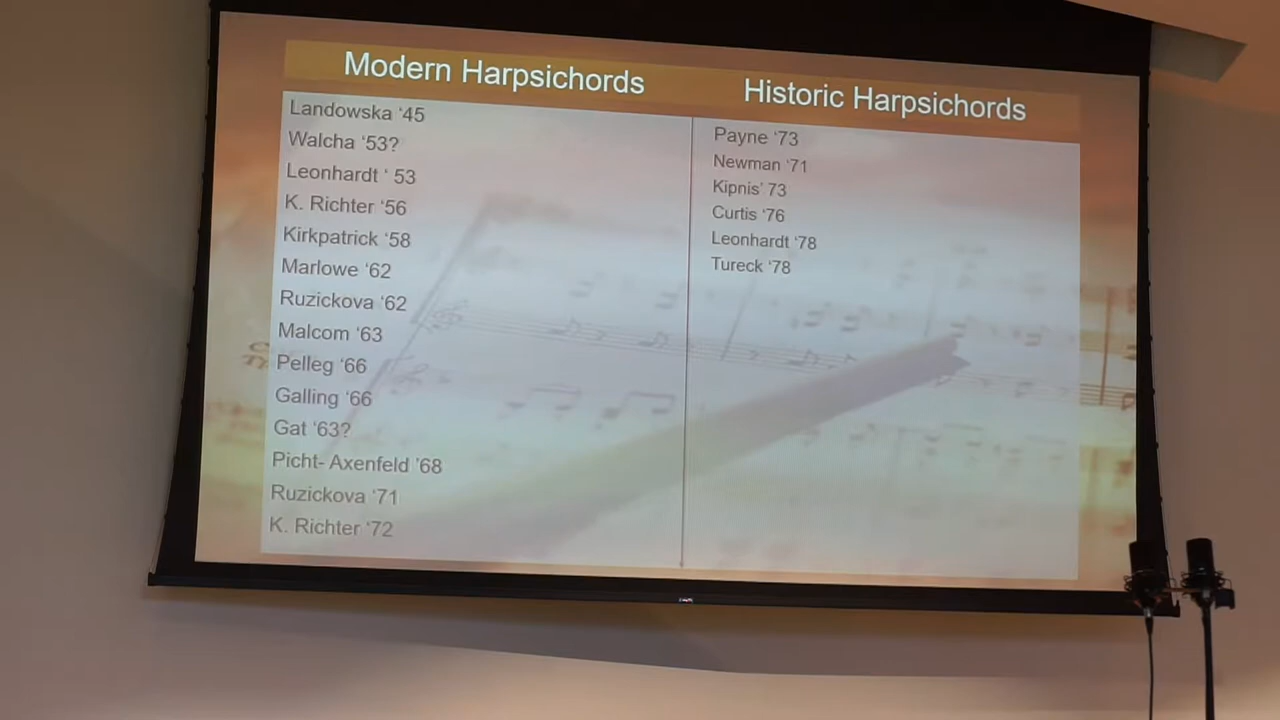 Modern Harpsichords
Landowska ‘45
Walcha ‘53?
Leonhardt ‘ 53
K. Richter ‘56
Kirkpatrick ‘58
Marlowe ‘62
Ruzickova ‘62
Malcom ‘63
Pelleg ‘66
Galling ‘66
Gat ‘63?
Picht- Axenfeld ’68
Ruzickova ‘71
K. Richter ‘72
Historic Harpsichords
Payne ‘73
Newman ‘71
Kipnis’ 73
Curtis ‘76
Leonhardt ‘78
Tureck ‘78